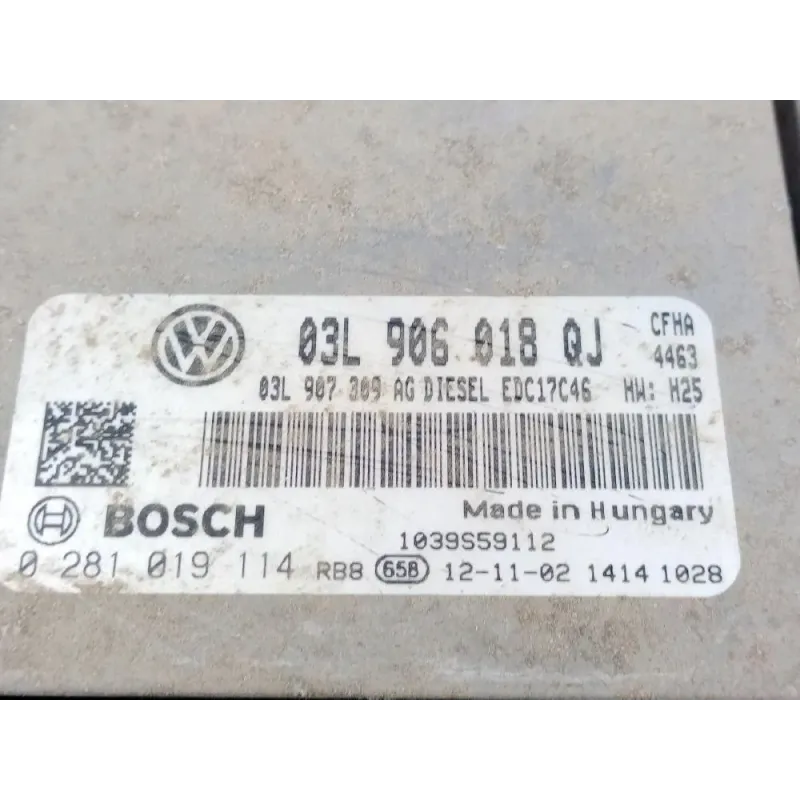 03L 906 018 QJ CFHA
4463
03L 907 309 AG DIESEL EDC17C46 HW: H25
BOSCH Made in Hungary
1039S59112
0 281 019 114 RB8 658 12-11-02 1414 1028